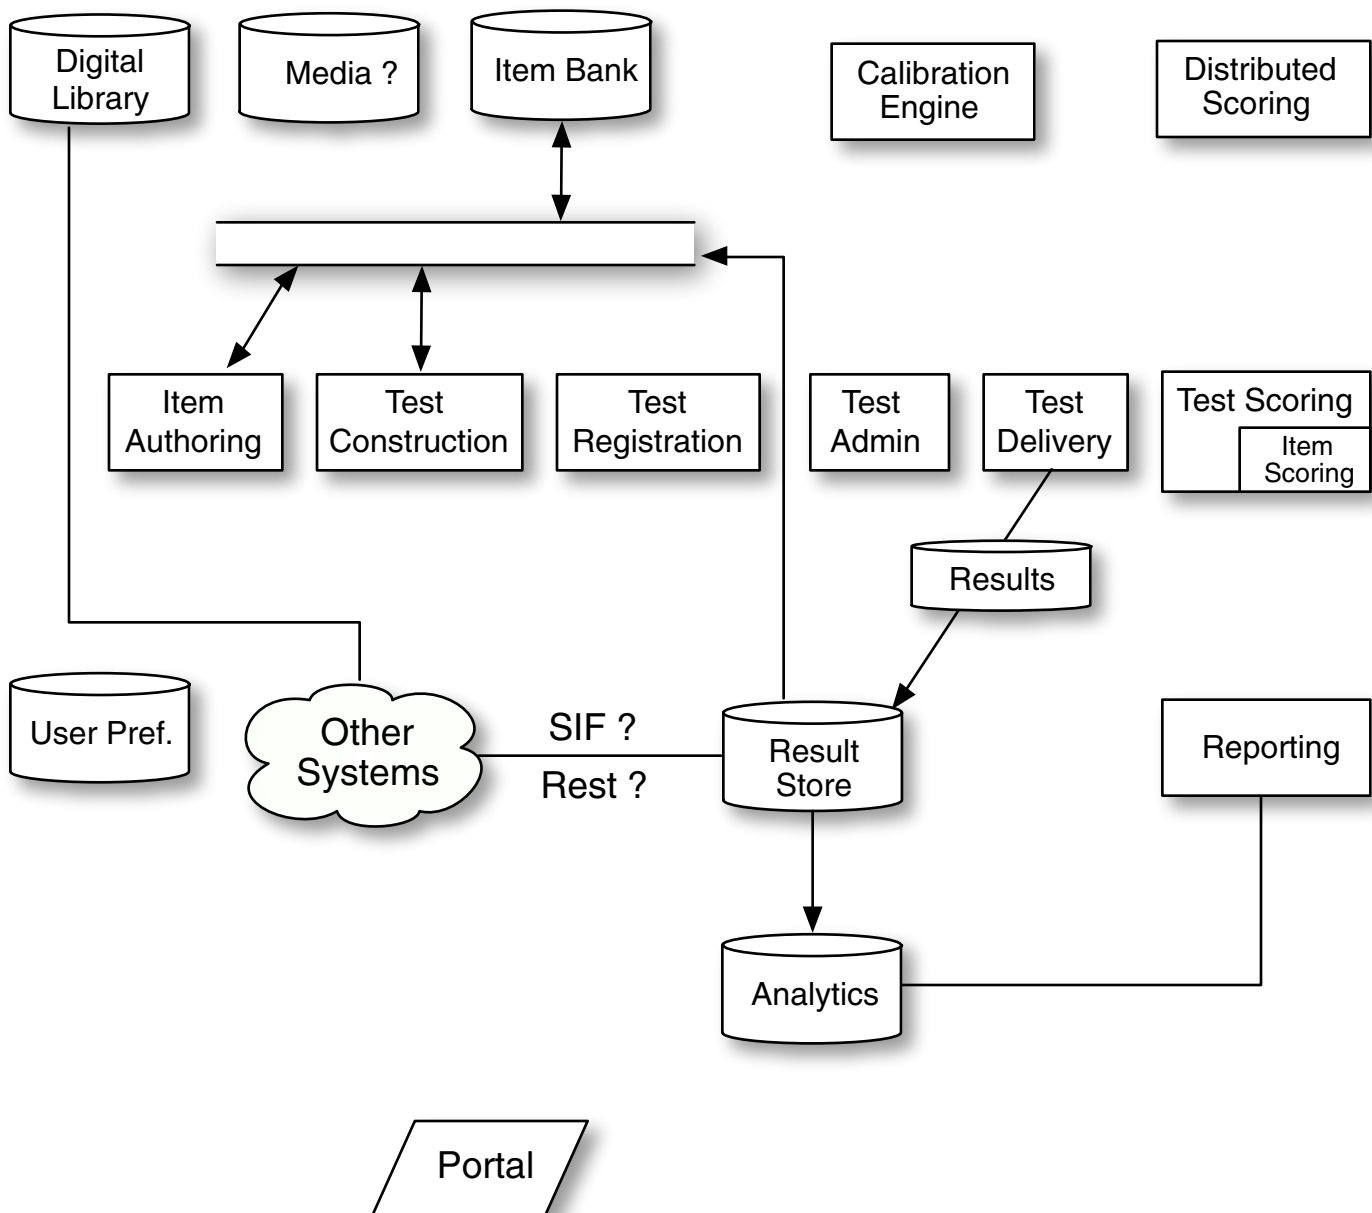 Digital
Library
Media ?
Item Bank
Calibration
Engine
Distributed
Scoring
Item
Authoring
Test
Construction
Test
Registration
Test
Admin
Test
Delivery
Test Scoring
Item
Scoring
Results
User Pref.
Other
Systems
SIF ?
Rest ?
Result
Store
Reporting
Analytics
Portal